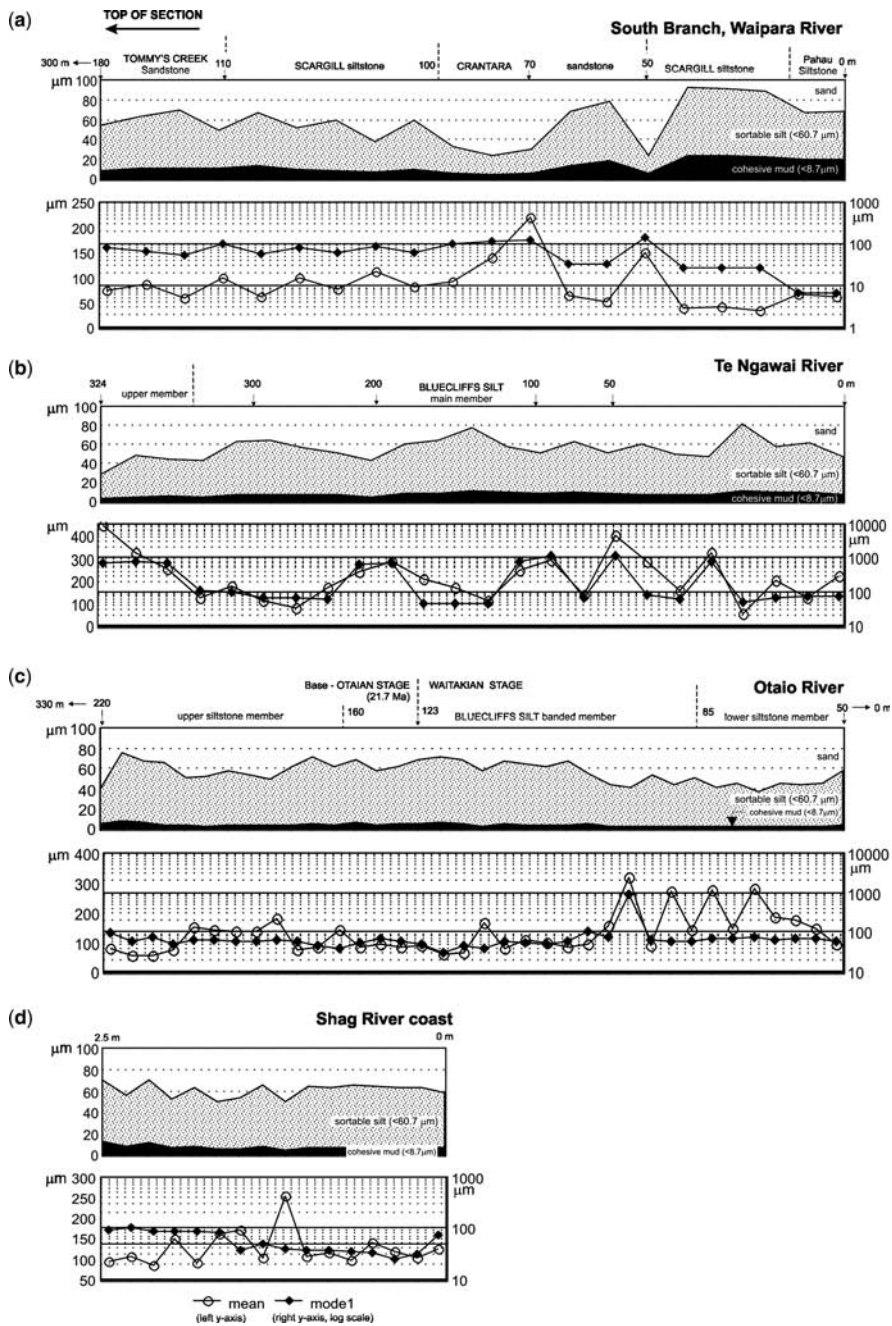 (a)
TOP OF SECTION
South Branch, Waipara River
300 m 180 TOMMY'S CREEK Sandstone 110 SCARGILL siltstone 100 CRANTARA 70 sandstone 50 SCARGILL siltstone Pahau Siltstone 0 m
μm
100
80
60
40
20
0
sand
sortable silt (<60.7 μm)
cohesive mud (<8.7μm)
μm
250
200
150
100
50
0
1000
μm
100
10
1
(b)
Te Ngawai River
324 upper member 300 200 BLUECLIFFS SILT main member 100 50 0 m
μm
100
80
60
40
20
0
sand
sortable silt (<60.7 μm)
cohesive mud (<8.7μm)
μm
400
300
200
100
0
10000
μm
1000
100
10
(c)
Otaio River
Base - OTAIAN STAGE (21.7 Ma) WAITAKIAN STAGE
330 m 220 upper siltstone member 160 123 BLUECLIFFS SILT banded member 85 lower siltstone member 50 0 m
μm
100
80
60
40
20
0
sand
sortable silt (<60.7 μm)
cohesive mud (<8.7μm)
μm
400
300
200
100
0
10000
μm
1000
100
10
(d)
Shag River coast
2.5 m 0 m
μm
100
80
60
40
20
0
sortable silt (<60.7 μm)
cohesive mud (<8.7μm)
μm
300
250
200
150
100
50
1000
μm
100
10
mean
(left y-axis)
mode1
(right y-axis, log scale)